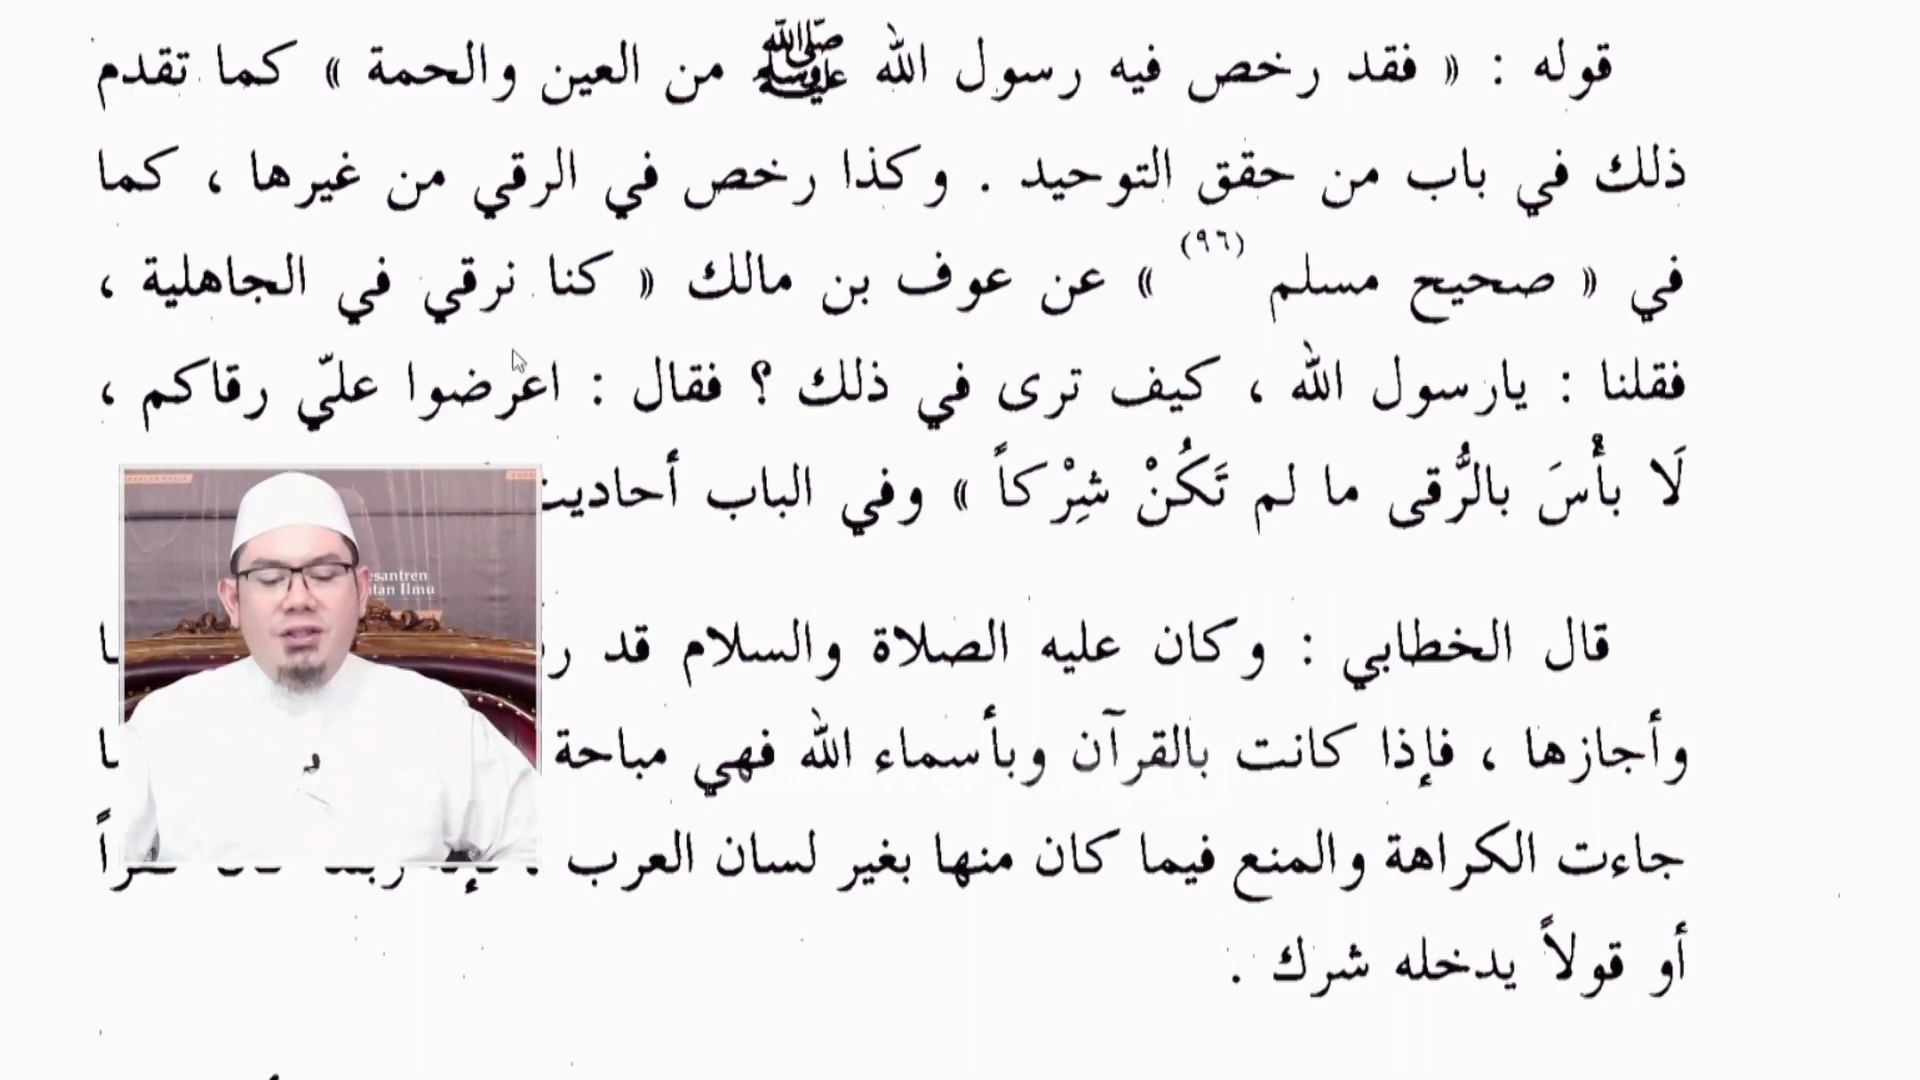 قوله : « فقد رخص فيه رسول الله ﷺ من العين والحمة » كما تقدم
ذلك في باب من حقق التوحيد . وكذا رخص في الرقي من غيرها ، كما
في « صحيح مسلم (٩٦) » عن عوف بن مالك « كنا نرقي في الجاهلية ،
فقلنا : يارسول الله ، كيف ترى في ذلك ؟ فقال : اعرضوا عليّ رقاكم ،
لَا بأْسَ بالرُّقى ما لم تَكُنْ شِرْكاً » وفي الباب أحاديث
قال الخطابي : وكان عليه الصلاة والسلام قد
وأجازها ، فإذا كانت بالقرآن وبأسماء الله فهي مباحة
جاءت الكراهة والمنع فيما كان منها بغير لسان العرب
أو قولاً يدخله شرك .
esantren
tan Ilmu